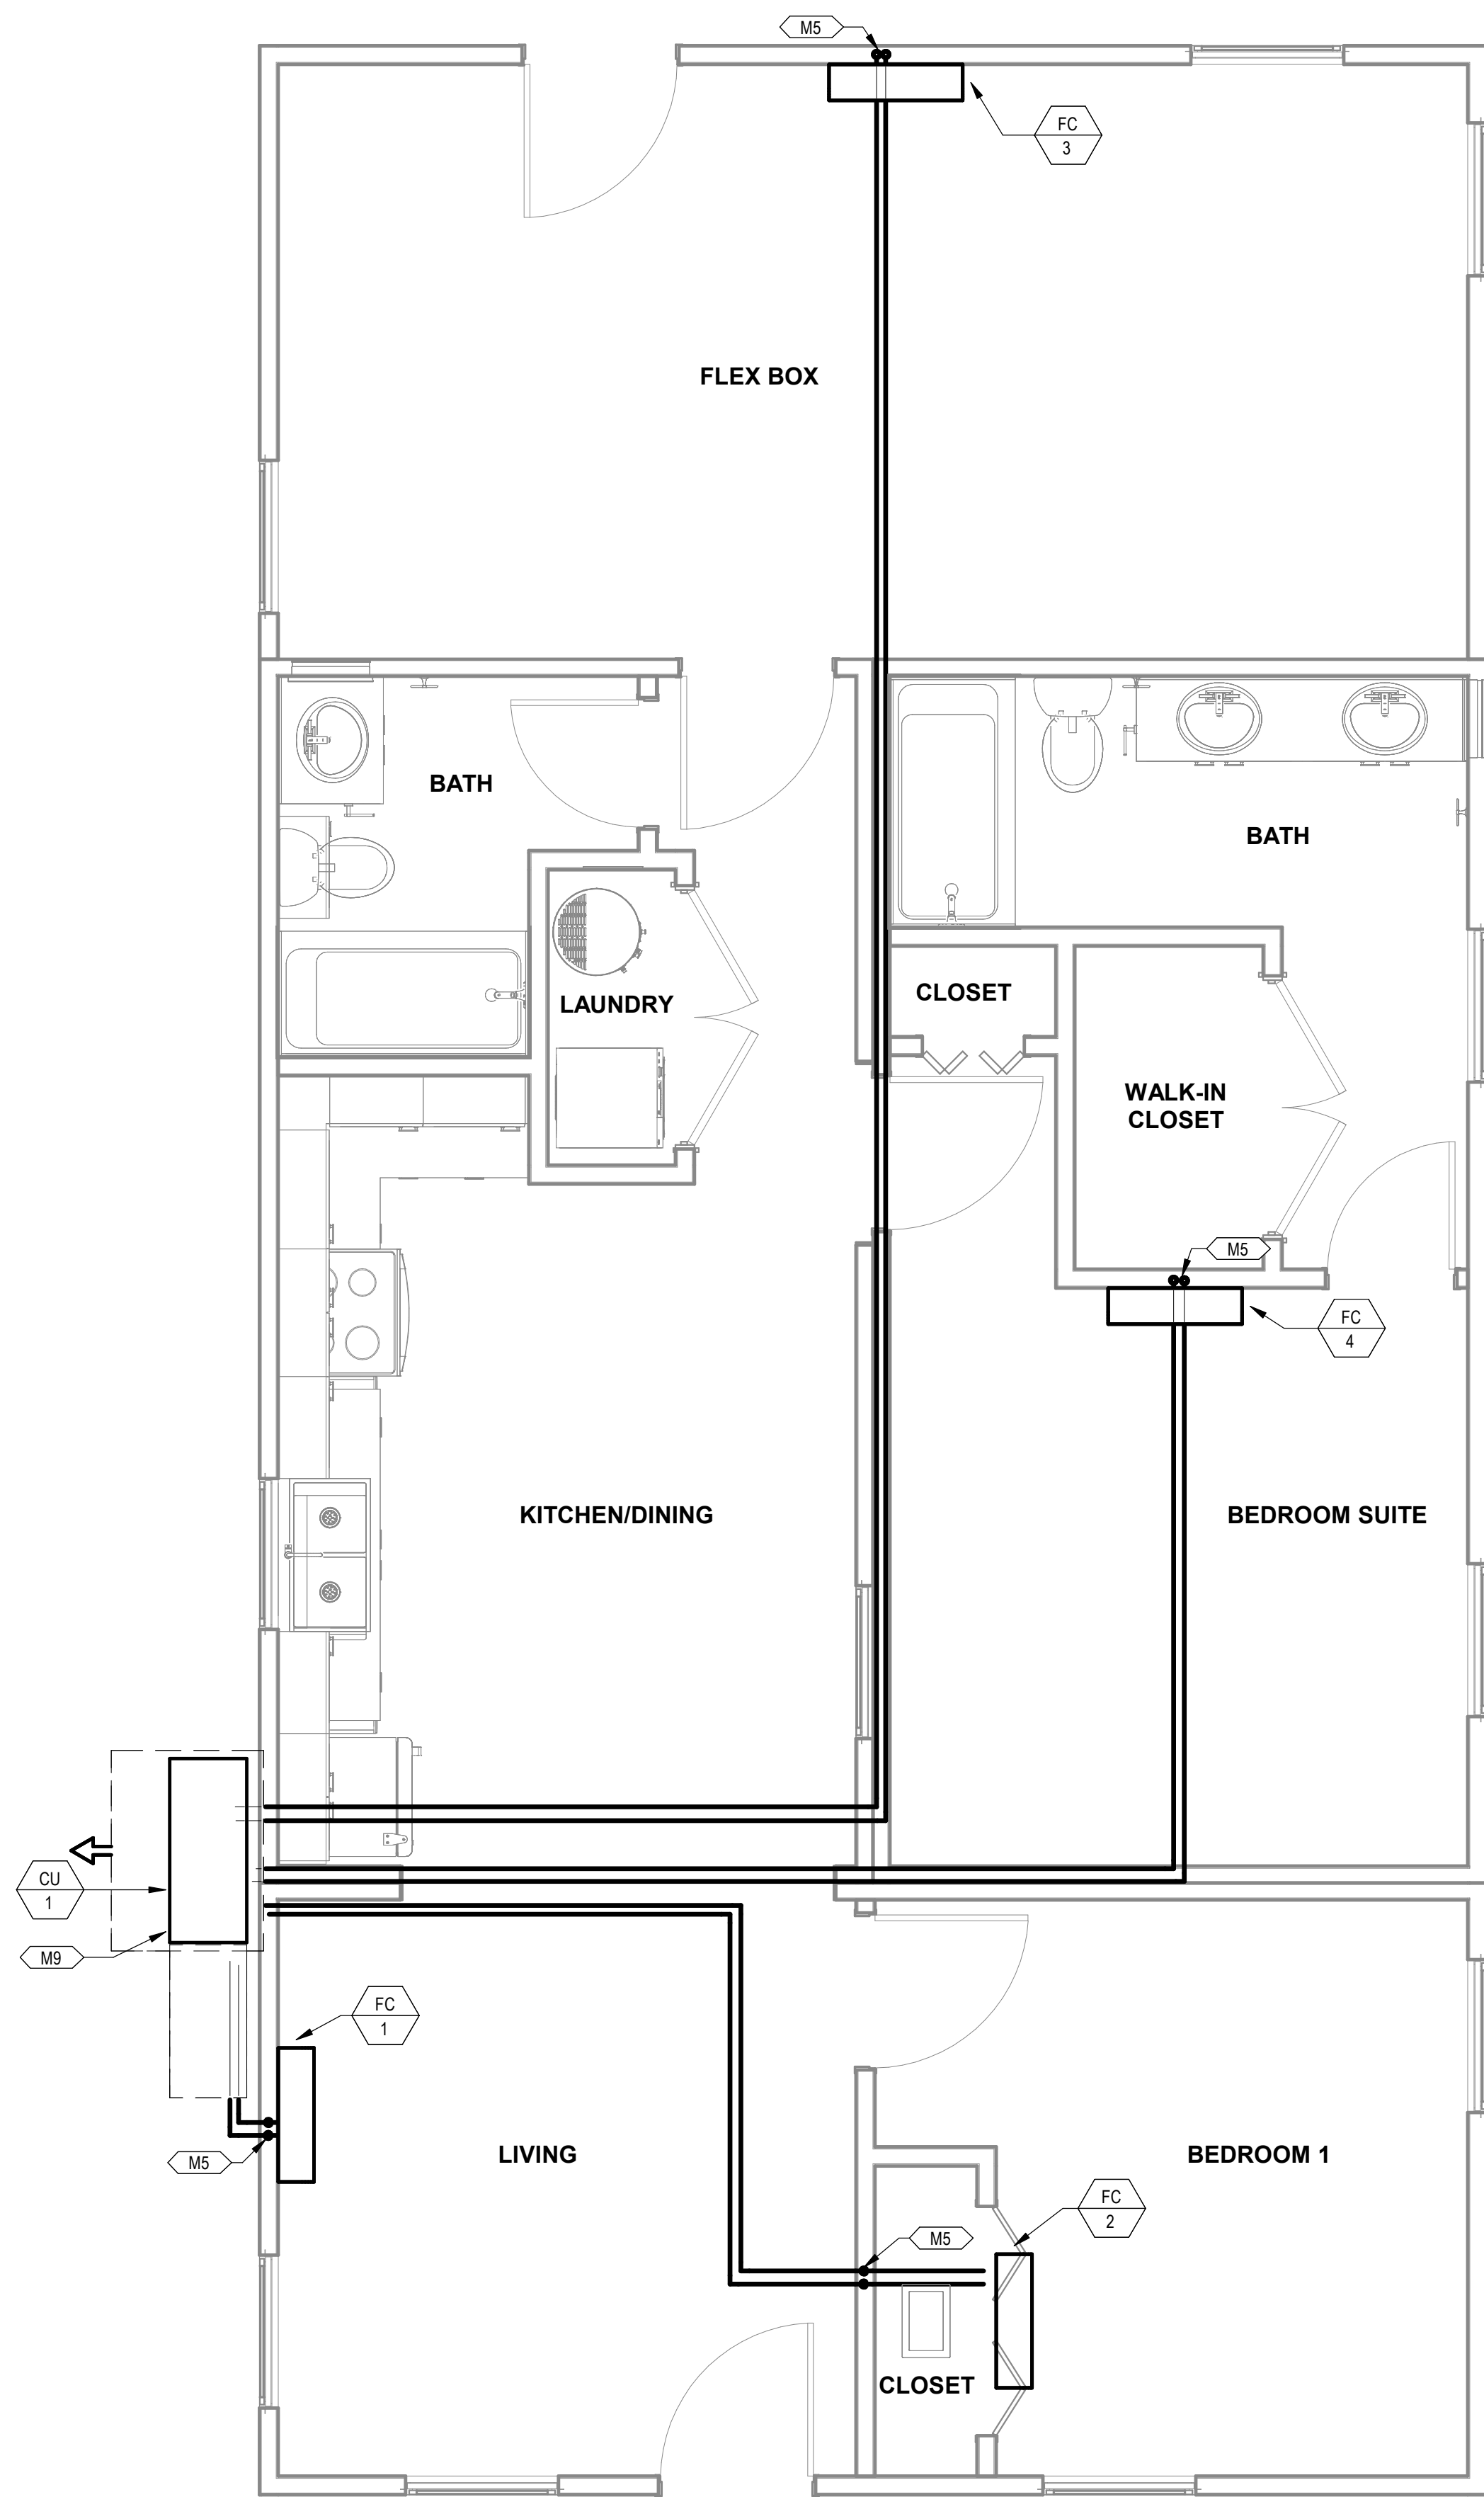 M5
FC
3
FLEX BOX
BATH
BATH
CLOSET
LAUNDRY
WALK-IN
CLOSET
M5
FC
4
KITCHEN/DINING
BEDROOM SUITE
CU
1
M9
FC
1
M5
LIVING
BEDROOM 1
FC
2
M5
CLOSET